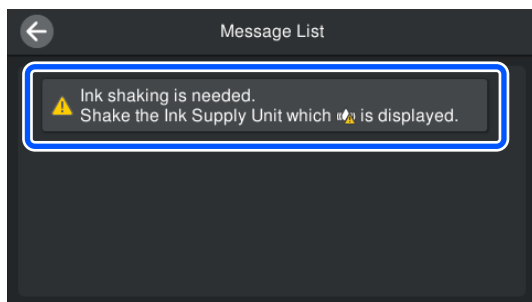 Message List
Ink shaking is needed.
Shake the Ink Supply Unit which is displayed.